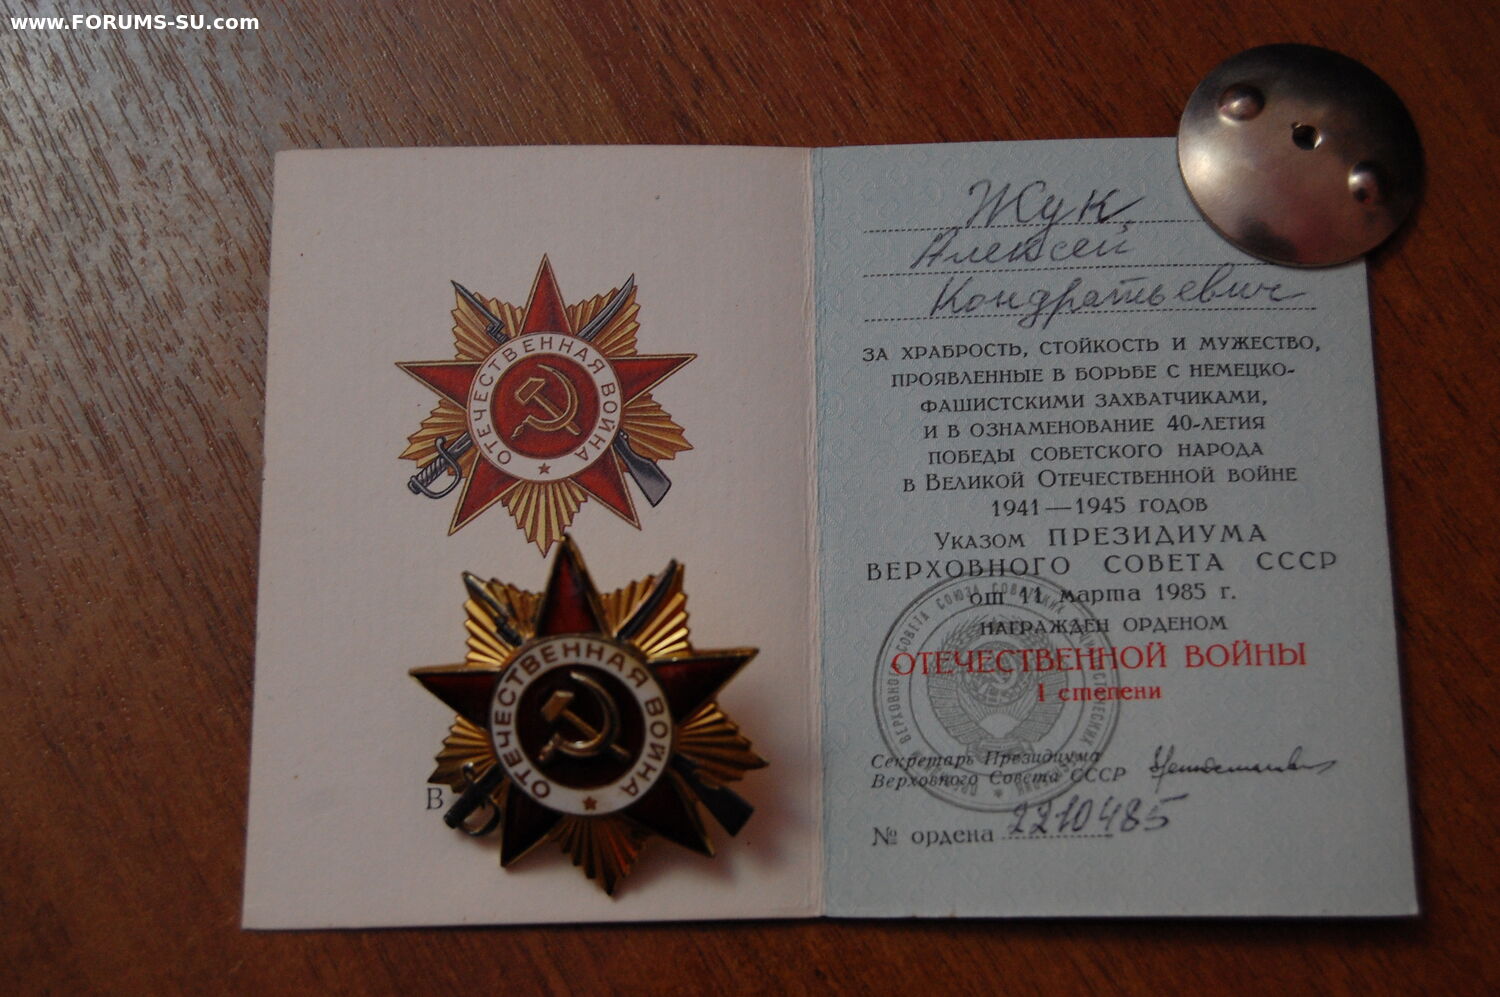 www.FORUMS-SU.com
ОТЕЧЕСТВЕННАЯ ВОЙНА
ОТЕЧЕСТВЕННАЯ ВОЙНА
В
Жук
Алексей
Кондратьевич
ЗА ХРАБРОСТЬ, СТОЙКОСТЬ И МУЖЕСТВО,
ПРОЯВЛЕННЫЕ В БОРЬБЕ С НЕМЕЦКО-
ФАШИСТСКИМИ ЗАХВАТЧИКАМИ,
И В ОЗНАМЕНОВАНИЕ 40-ЛЕТИЯ
ПОБЕДЫ СОВЕТСКОГО НАРОДА
В ВЕЛИКОЙ ОТЕЧЕСТВЕННОЙ ВОЙНЕ
1941—1945 ГОДОВ
УКАЗОМ ПРЕЗИДИУМА
ВЕРХОВНОГО СОВЕТА СССР
от 11 марта 1985 г.
НАГРАЖДЕН ОРДЕНОМ
ОТЕЧЕСТВЕННОЙ ВОЙНЫ
I степени
Секретарь Президиума
Верховного Совета СССР
№ ордена 2210485